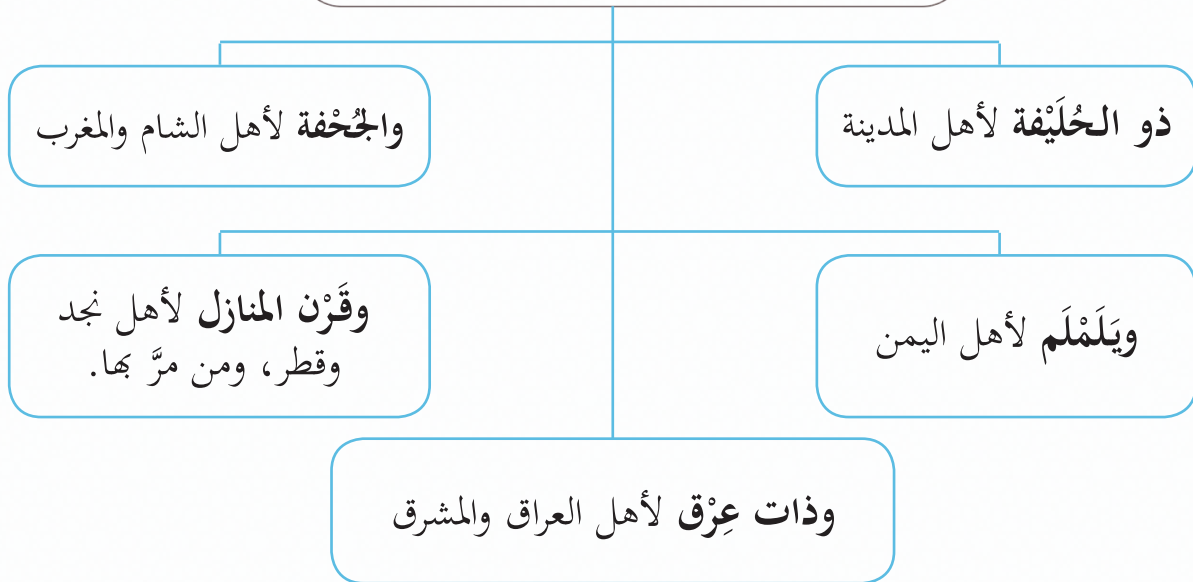 ذو الحُلَيْفة لأهل المدينة
والجُحْفة لأهل الشام والمغرب
ويَلَمْلَم لأهل اليمن
وقَرْن المنازل لأهل نجد
وقطر، ومن مرَّ بها.
وذات عِرْق لأهل العراق والمشرق